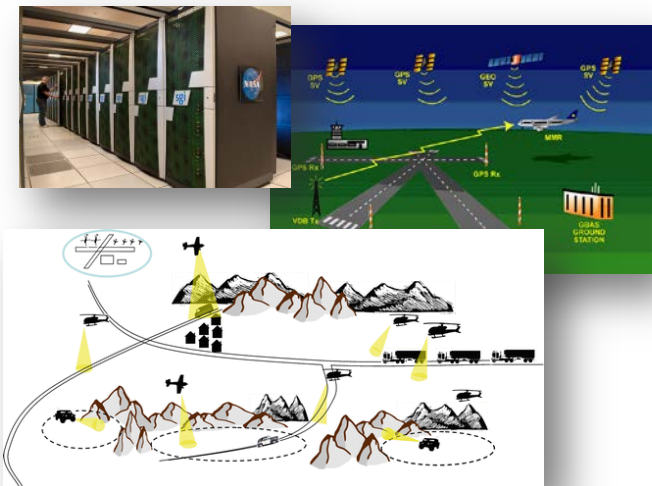 NASA
SGI
GPS
SV
GPS
SV
GEO
SV
GPS
SV
MMR
GPS Rx
GPS Rx
VDB Tx
GBAS
GROUND
STATION